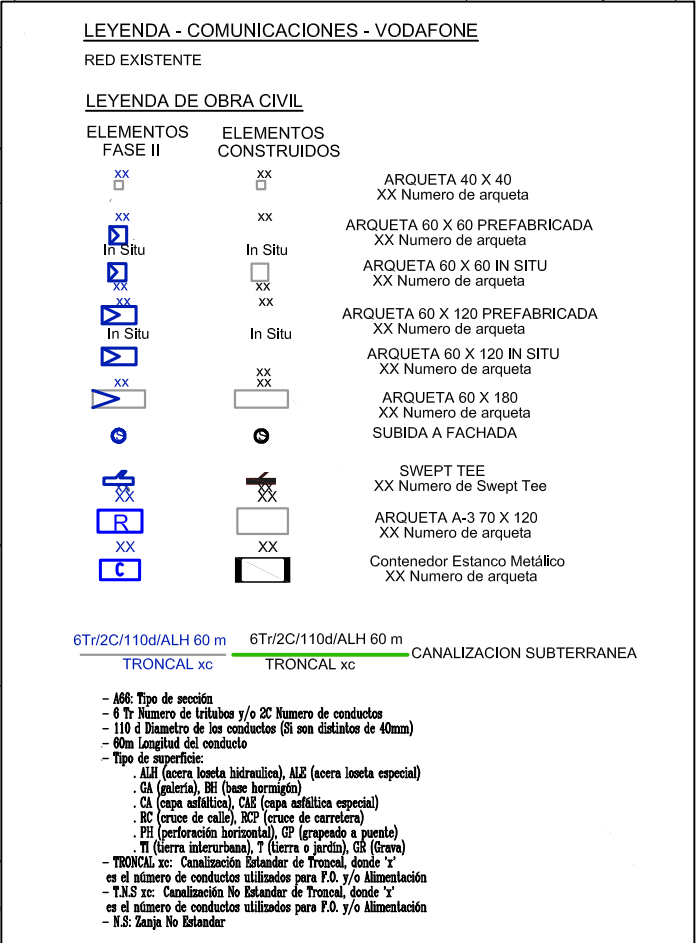 LEYENDA - COMUNICACIONES - VODAFONE
RED EXISTENTE
LEYENDA DE OBRA CIVIL
ELEMENTOS FASE II
ELEMENTOS CONSTRUIDOS
xx xx
ARQUETA 40 X 40
XX Numero de arqueta
xx xx
ARQUETA 60 X 60 PREFABRICADA
XX Numero de arqueta
In Situ In Situ
ARQUETA 60 X 60 IN SITU
XX Numero de arqueta
xx xx
xx xx
ARQUETA 60 X 120 PREFABRICADA
XX Numero de arqueta
In Situ In Situ
ARQUETA 60 X 120 IN SITU
XX Numero de arqueta
xx
xx xx
ARQUETA 60 X 180
XX Numero de arqueta
SUBIDA A FACHADA
SWEPT TEE
XX Numero de Swept Tee
XX XX
XX XX
R
ARQUETA A-3 70 X 120
XX Numero de arqueta
XX XX
C
Contenedor Estanco Metálico
XX Numero de arqueta
6Tr/2C/110d/ALH 60 m 6Tr/2C/110d/ALH 60 m
CANALIZACION SUBTERRANEA
TRONCAL xc TRONCAL xc
- A66: Tipo de sección
- 6 Tr Numero de tritubos y/o 2C Numero de conductos
- 110 d Diametro de los conductos (Si son distintos de 40mm)
- 60m Longitud del conducto
- Tipo de superficie:
. ALH (acera loseta hidraulica), ALE (acera loseta especial)
. GA (galería), BH (base hormigón)
. CA (capa asfáltica), CAE (capa asfáltica especial)
. RC (cruce de calle), RCP (cruce de carretera)
. PH (perforación horizontal), GP (grapeado a puente)
. TI (tierra interurbana), T (tierra o jardín), GR (Grava)
- TRONCAL xc: Canalización Estandar de Troncal, donde 'x'
es el número de conductos utilizados para F.O. y/o Alimentación
- T.N.S xc: Canalización No Estandar de Troncal, donde 'x'
es el número de conductos utilizados para F.O. y/o Alimentación
- N.S: Zanja No Estandar